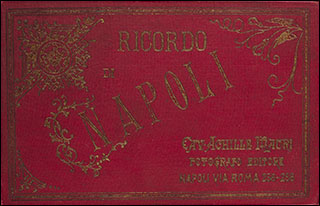 RICORDO
DI
NAPOLI
CAV. ACHILLE MAURI
FOTOGRAFO EDITORE
NAPOLI VIA ROMA